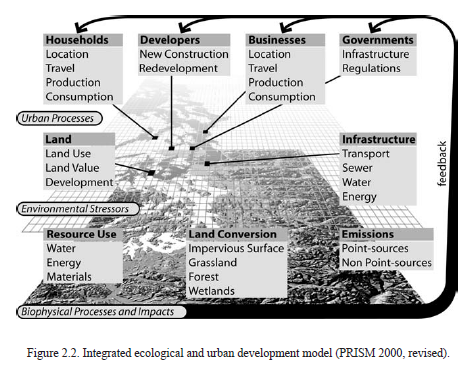 Households
Location
Travel
Production
Consumption
Developers
New Construction
Redevelopment
Businesses
Location
Travel
Production
Consumption
Governments
Infrastructure
Regulations
Urban Processes
Land
Land Use
Land Value
Development
Infrastructure
Transport
Sewer
Water
Energy
feedback
Environmental Stressors
Resource Use
Water
Energy
Materials
Land Conversion
Impervious Surface
Grassland
Forest
Wetlands
Emissions
Point-sources
Non Point-sources
Biophysical Processes and Impacts
Figure 2.2. Integrated ecological and urban development model (PRISM 2000, revised).